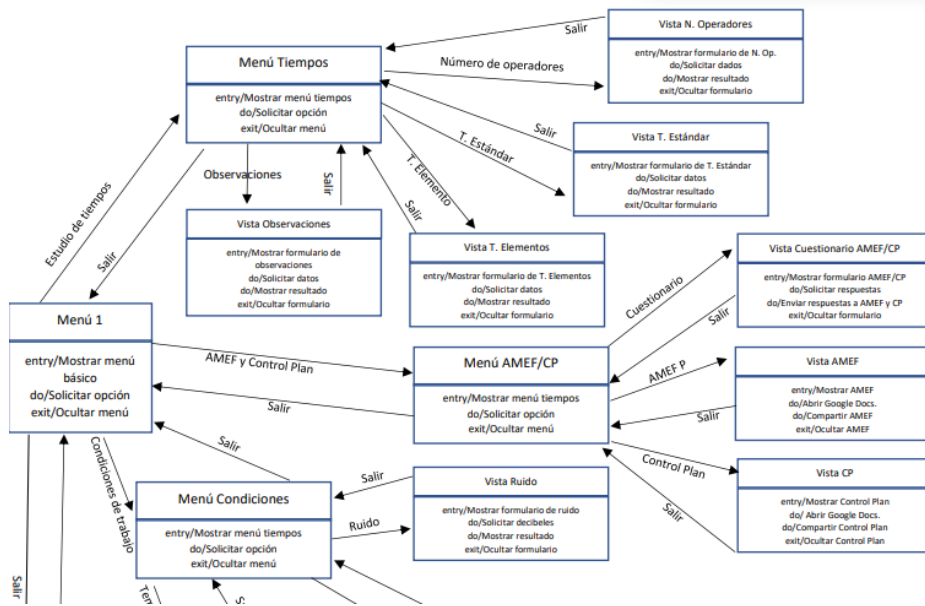 Vista N. Operadores
entry/Mostrar formulario de N. Op.
do/Solicitar dados
do/Mostrar resultado
exit/Ocultar formulario
Salir
Número de operadores
Menú Tiempos
entry/Mostrar menú tiempos
do/Solicitar opción
exit/Ocultar menú
Salir
T. Estándar
Vista T. Estándar
entry/Mostrar formulario de T. Estándar
do/Solicitar datos
do/Mostrar resultado
exit/Ocultar formulario
Estudio de tiempos
Salir
Observaciones
Salir
T. Elemento
Salir
Vista Observaciones
entry/Mostrar formulario de
observaciones
do/Solicitar datos
do/Mostrar resultado
exit/Ocultar formulario
Vista T. Elementos
entry/Mostrar formulario de T. Elementos
do/Solicitar datos
do/Mostrar resultado
exit/Ocultar formulario
Cuestionario
Salir
Vista Cuestionario AMEF/CP
entry/Mostrar formulario AMEF/CP
do/Solicitar respuestas
do/Enviar respuestas a AMEF y CP
exit/Ocultar formulario
Menú 1
entry/Mostrar menú
básico
do/Solicitar opción
exit/Ocultar menú
AMEF y Control Plan
Salir
Menú AMEF/CP
entry/Mostrar menú tiempos
do/Solicitar opción
exit/Ocultar menú
AMEF P
Salir
Vista AMEF
entry/Mostrar AMEF
do/Abrir Google Docs.
do/Compartir AMEF
exit/Ocultar AMEF
Control Plan
Salir
Vista CP
entry/Mostrar Control Plan
do/ Abrir Google Docs.
do/Compartir Control Plan
exit/Ocultar Control Plan
Condiciones de trabajo
Salir
Menú Condiciones
entry/Mostrar menú tiempos
do/Solicitar opción
exit/Ocultar menú
Salir
Ruido
Vista Ruido
entry/Mostrar formulario de ruido
do/Solicitar decibeles
do/Mostrar resultado
exit/Ocultar formulario
Salir